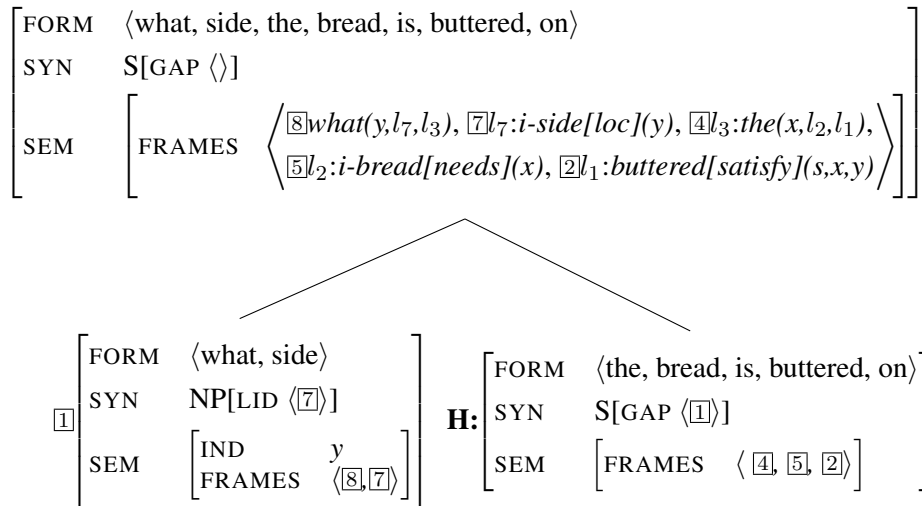 FORM ⟨what, side, the, bread, is, buttered, on⟩
SYN S[GAP ⟨⟩]
SEM [FRAMES ⟨[8]what(y,l₇,l₃), [7]l₇:i-side[loc](y), [4]l₃:the(x,l₂,l₁),
[5]l₂:i-bread[needs](x), [2]l₁:buttered[satisfy](s,x,y)⟩]
[1]
FORM ⟨what, side⟩
SYN NP[LID ⟨[7]⟩]
SEM [IND y
FRAMES ⟨[8],[7]⟩]
H:
FORM ⟨the, bread, is, buttered, on⟩
SYN S[GAP ⟨[1]⟩]
SEM [FRAMES ⟨ [4], [5], [2]⟩]